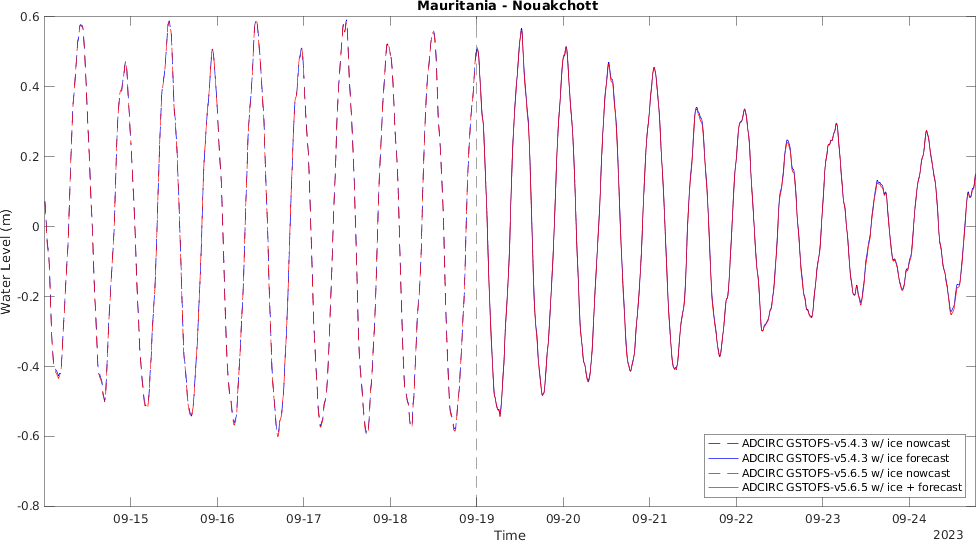 Mauritania - Nouakchott
0.6
0.4
0.2
0
-0.2
-0.4
-0.6
-0.8
Water Level (m)
09-15 09-16 09-17 09-18 09-19 09-20 09-21 09-22 09-23 09-24
Time
2023
ADCIRC GSTOFS-v5.4.3 w/ ice nowcast
ADCIRC GSTOFS-v5.4.3 w/ ice forecast
ADCIRC GSTOFS-v5.6.5 w/ ice nowcast
ADCIRC GSTOFS-v5.6.5 w/ ice + forecast